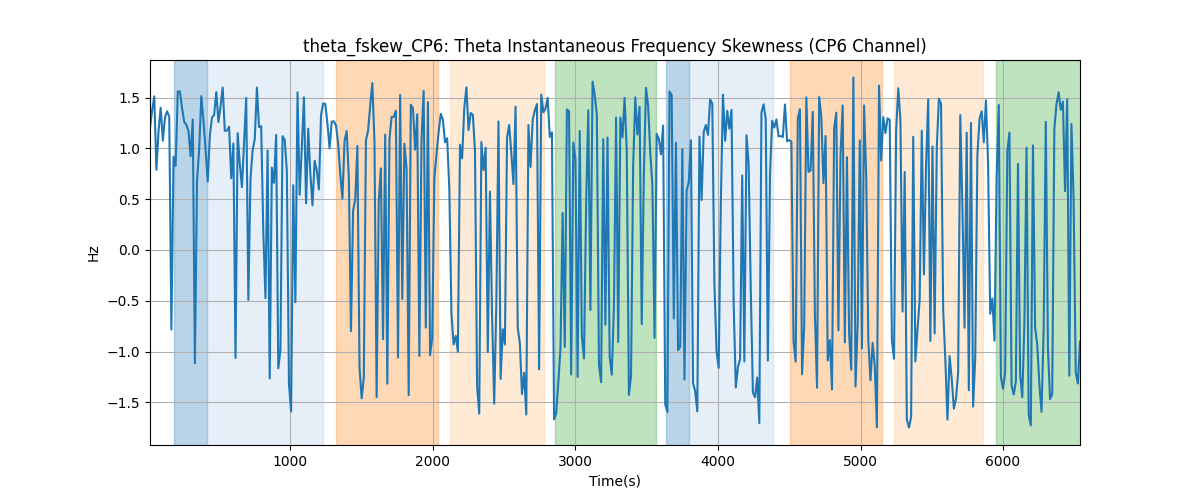 theta_fskew_CP6: Theta Instantaneous Frequency Skewness (CP6 Channel)
1.5
1.0
0.5
0.0
−0.5
−1.0
−1.5
Hz
1000 2000 3000 4000 5000 6000
Time(s)